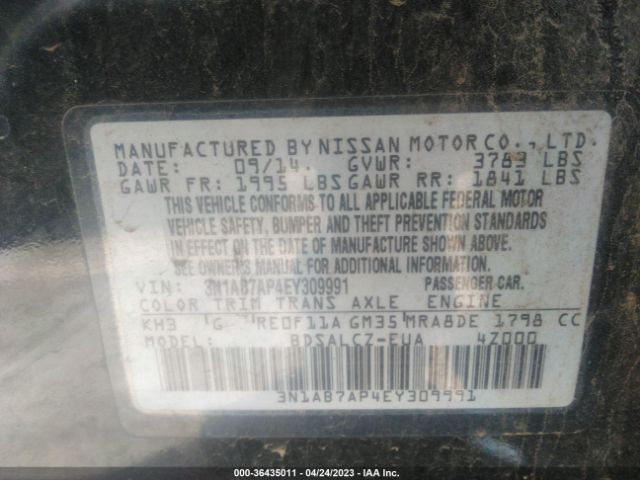 MANUFACTURED BY NISSAN MOTOR CO., LTD.
DATE: 09/14 GVWR: 3783 LBS
GAWR FR: 1995 LBS GAWR RR: 1841 LBS
THIS VEHICLE CONFORMS TO ALL APPLICABLE FEDERAL MOTOR
VEHICLE SAFETY, BUMPER AND THEFT PREVENTION STANDARDS
IN EFFECT ON THE DATE OF MANUFACTURE SHOWN ABOVE.
SEE OWNERS MANUAL FOR ADDITIONAL INFORMATION.
VIN: 3N1AB7AP4EY309991 PASSENGER CAR.
COLOR TRIM TRANS AXLE ENGINE
KH3 G RE0F11A GM35 MRA8DE 1798 CC
MODEL: BDSALCZ-EUA 4Z000
3N1AB7AP4EY309991
000-36435011 — 04/24/2023 — IAA Inc.